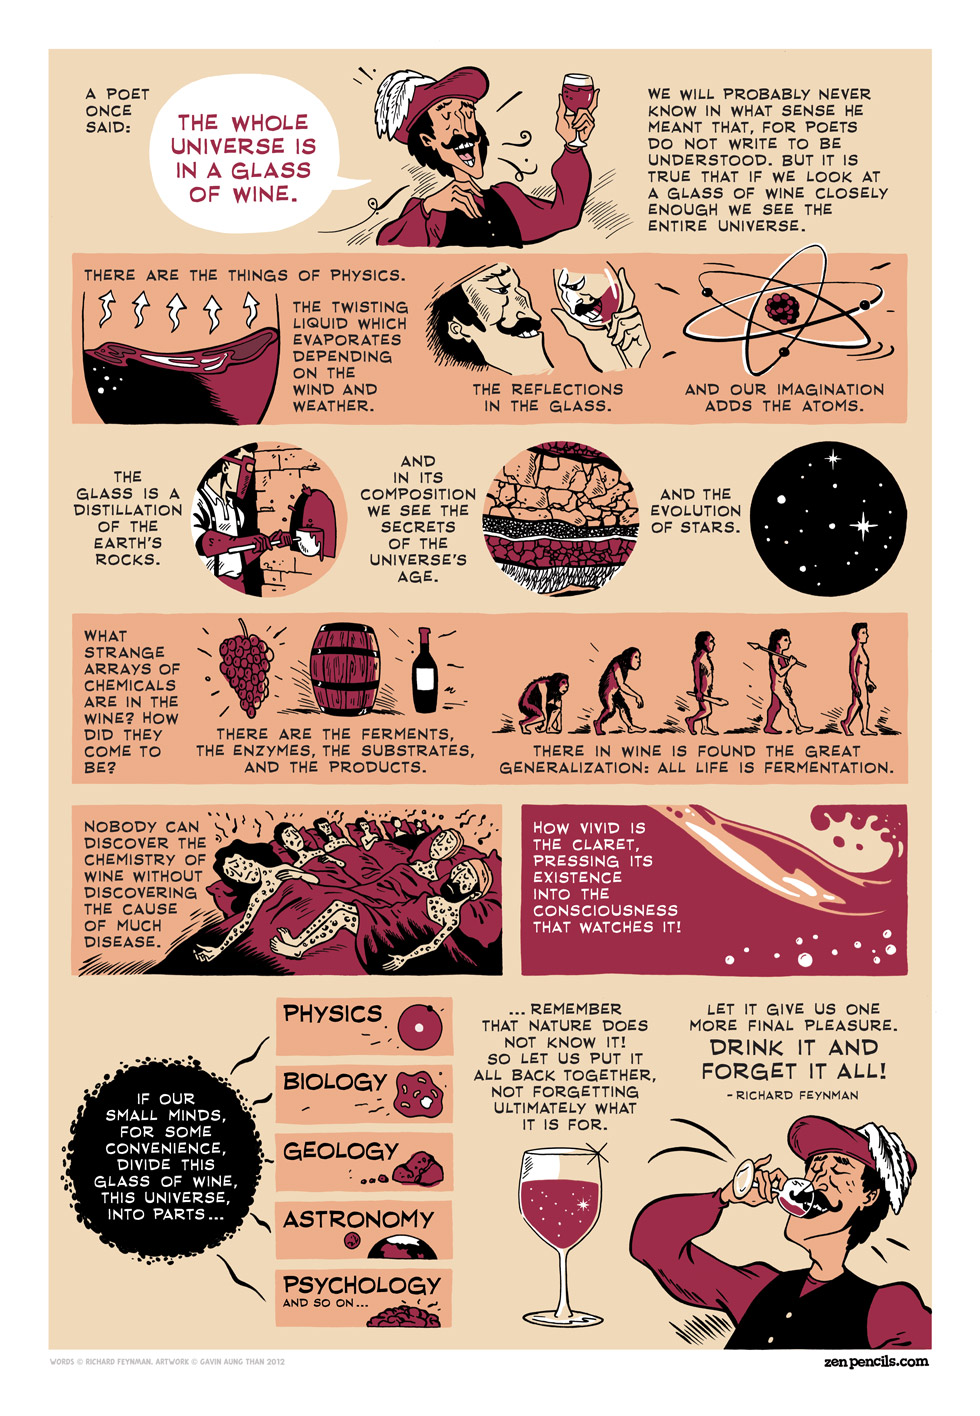 A POET
ONCE
SAID:
THE WHOLE
UNIVERSE IS
IN A GLASS
OF WINE.
WE WILL PROBABLY NEVER
KNOW IN WHAT SENSE HE
MEANT THAT, FOR POETS
DO NOT WRITE TO BE
UNDERSTOOD. BUT IT IS
TRUE THAT IF WE LOOK AT
A GLASS OF WINE CLOSELY
ENOUGH WE SEE THE
ENTIRE UNIVERSE.
THERE ARE THE THINGS OF PHYSICS.
THE TWISTING
LIQUID WHICH
EVAPORATES
DEPENDING
ON THE
WIND AND
WEATHER.
THE REFLECTIONS
IN THE GLASS.
AND OUR IMAGINATION
ADDS THE ATOMS.
THE
GLASS IS A
DISTILLATION
OF THE
EARTH'S
ROCKS.
AND
IN ITS
COMPOSITION
WE SEE THE
SECRETS
OF THE
UNIVERSE'S
AGE.
AND THE
EVOLUTION
OF STARS.
WHAT
STRANGE
ARRAYS OF
CHEMICALS
ARE IN THE
WINE? HOW
DID THEY
COME TO
BE?
THERE ARE THE FERMENTS,
THE ENZYMES, THE SUBSTRATES,
AND THE PRODUCTS.
THERE IN WINE IS FOUND THE GREAT
GENERALIZATION: ALL LIFE IS FERMENTATION.
NOBODY CAN
DISCOVER THE
CHEMISTRY OF
WINE WITHOUT
DISCOVERING
THE CAUSE
OF MUCH
DISEASE.
HOW VIVID IS
THE CLARET,
PRESSING ITS
EXISTENCE
INTO THE
CONSCIOUSNESS
THAT WATCHES IT!
IF OUR
SMALL MINDS,
FOR SOME
CONVENIENCE,
DIVIDE THIS
GLASS OF WINE,
THIS UNIVERSE,
INTO PARTS...
PHYSICS
BIOLOGY
GEOLOGY
ASTRONOMY
PSYCHOLOGY
AND SO ON...
...REMEMBER
THAT NATURE DOES
NOT KNOW IT!
SO LET US PUT IT
ALL BACK TOGETHER,
NOT FORGETTING
ULTIMATELY WHAT
IT IS FOR.
LET IT GIVE US ONE
MORE FINAL PLEASURE.
DRINK IT AND
FORGET IT ALL!
- RICHARD FEYNMAN
WORDS © RICHARD FEYNMAN. ARTWORK © GAVIN AUNG THAN 2012
zenpencils.com